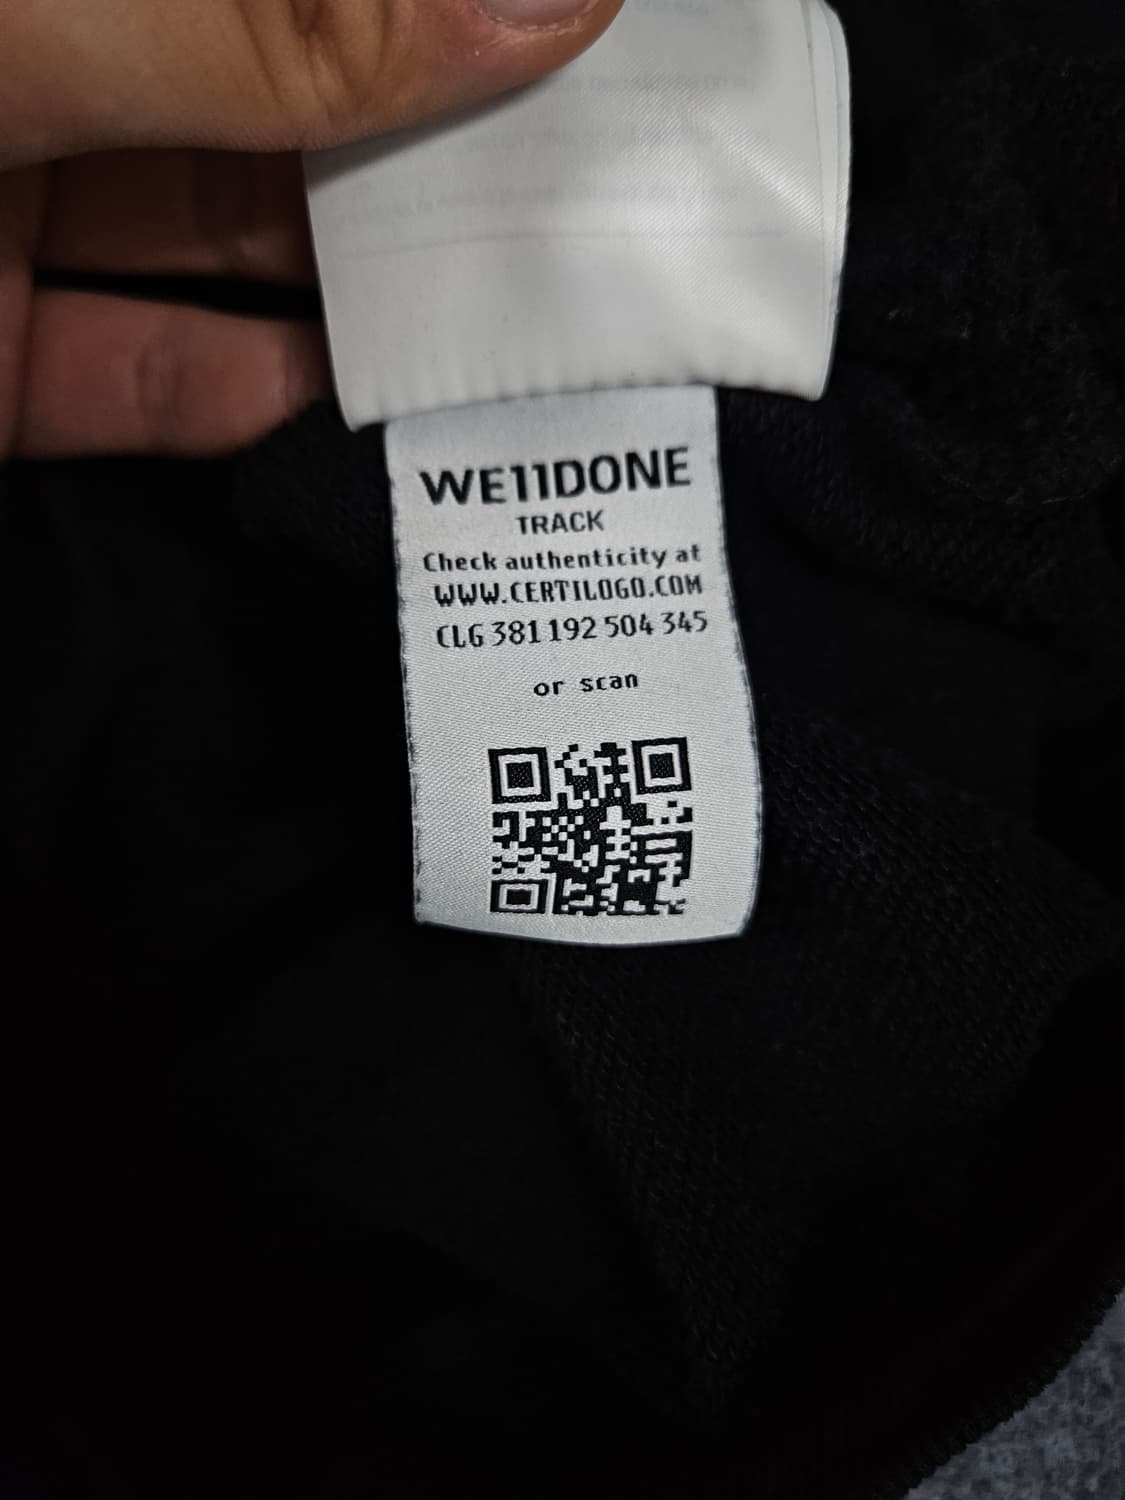 WE11DONE
TRACK
Check authenticity at
WWW.CERTILOGO.COM
CLG 381 192 504 345
or scan